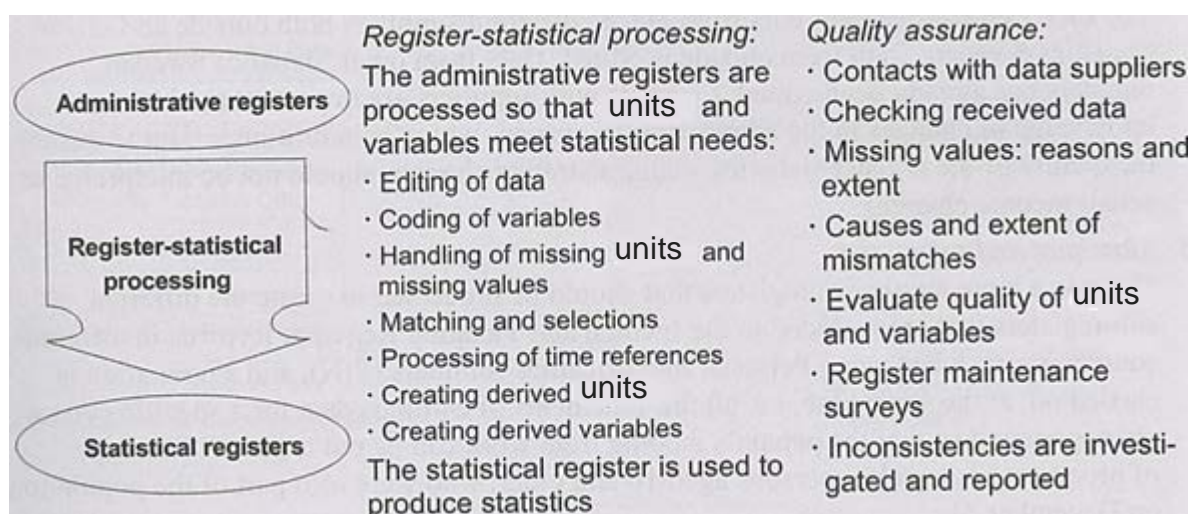 Administrative registers
Register-statistical
processing
Statistical registers
Register-statistical processing:
The administrative registers are
processed so that units and
variables meet statistical needs:
· Editing of data
· Coding of variables
· Handling of missing units and
missing values
· Matching and selections
· Processing of time references
· Creating derived units
· Creating derived variables
The statistical register is used to
produce statistics
Quality assurance:
· Contacts with data suppliers
· Checking received data
· Missing values: reasons and
extent
· Causes and extent of
mismatches
· Evaluate quality of units
and variables
· Register maintenance
surveys
· Inconsistencies are investi-
gated and reported